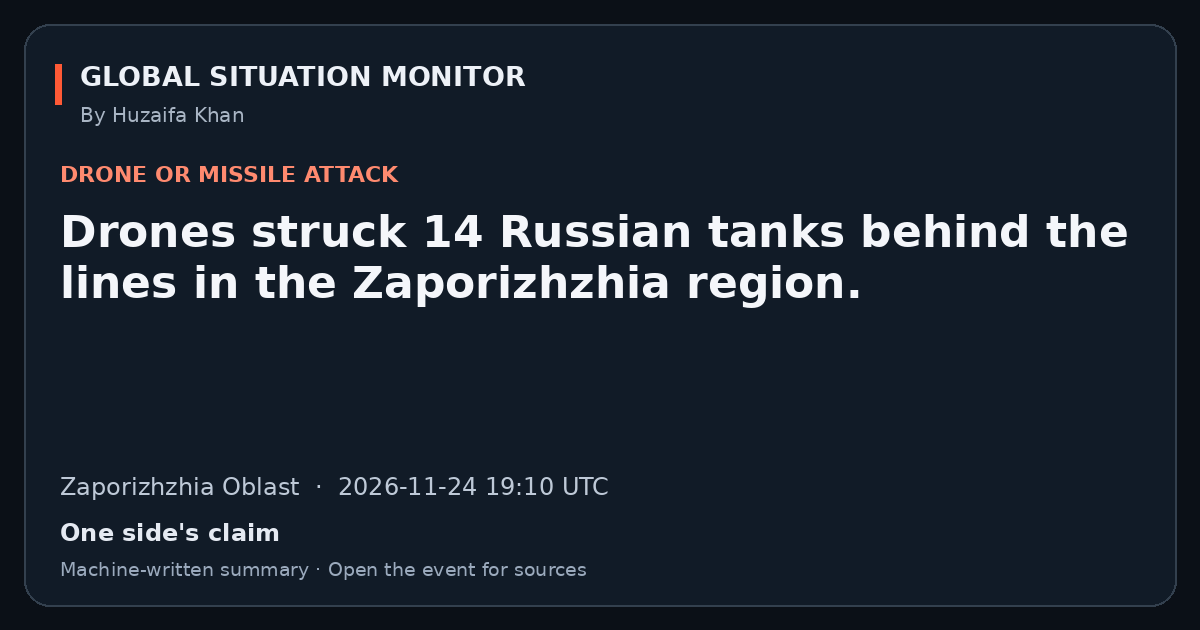 GLOBAL SITUATION MONITOR
By Huzaifa Khan
DRONE OR MISSILE ATTACK
Drones struck 14 Russian tanks behind the
lines in the Zaporizhzhia region.
Zaporizhzhia Oblast · 2026-11-24 19:10 UTC
One side's claim
Machine-written summary · Open the event for sources